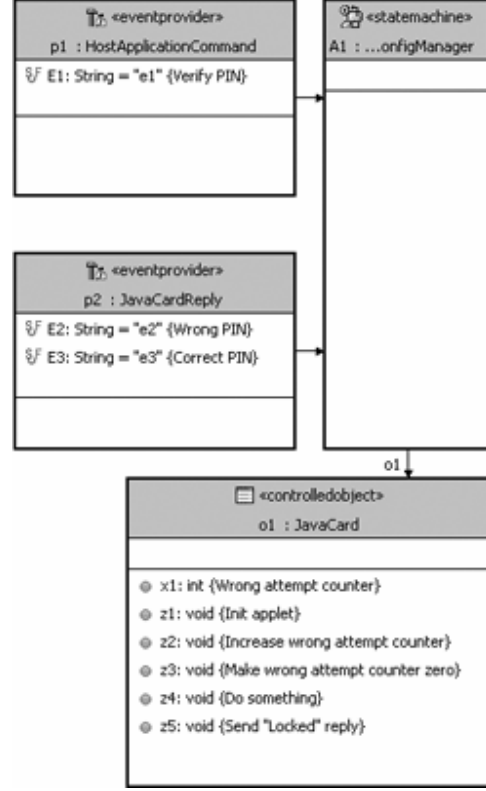 «eventprovider»
p1 : HostApplicationCommand
E1: String = "e1" {Verify PIN}
«statemachine»
A1 : ...onfigManager
«eventprovider»
p2 : JavaCardReply
E2: String = "e2" {Wrong PIN}
E3: String = "e3" {Correct PIN}
o1
«controlledobject»
o1 : JavaCard
x1: int {Wrong attempt counter}
z1: void {Init applet}
z2: void {Increase wrong attempt counter}
z3: void {Make wrong attempt counter zero}
z4: void {Do something}
z5: void {Send "Locked" reply}